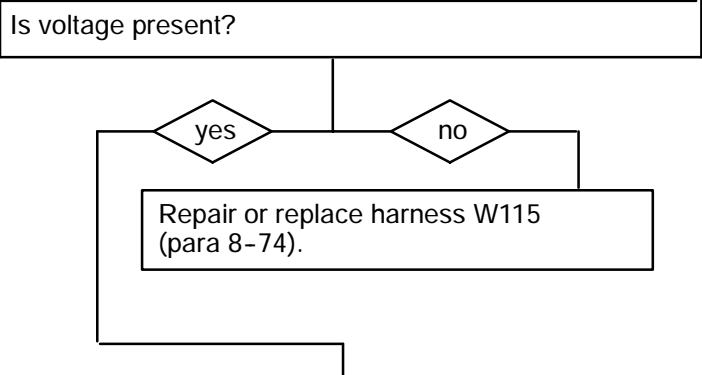 Is voltage present?
yes
no
Repair or replace harness W115
(para 8-74).